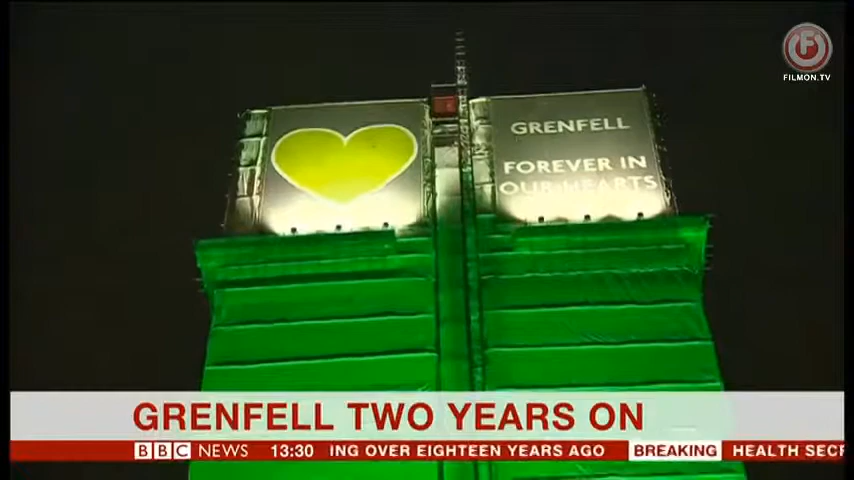 F
FILMON.TV
GRENFELL
FOREVER IN
OUR HEARTS
GRENFELL TWO YEARS ON
BBC NEWS 13:30 ING OVER EIGHTEEN YEARS AGO BREAKING HEALTH SECR